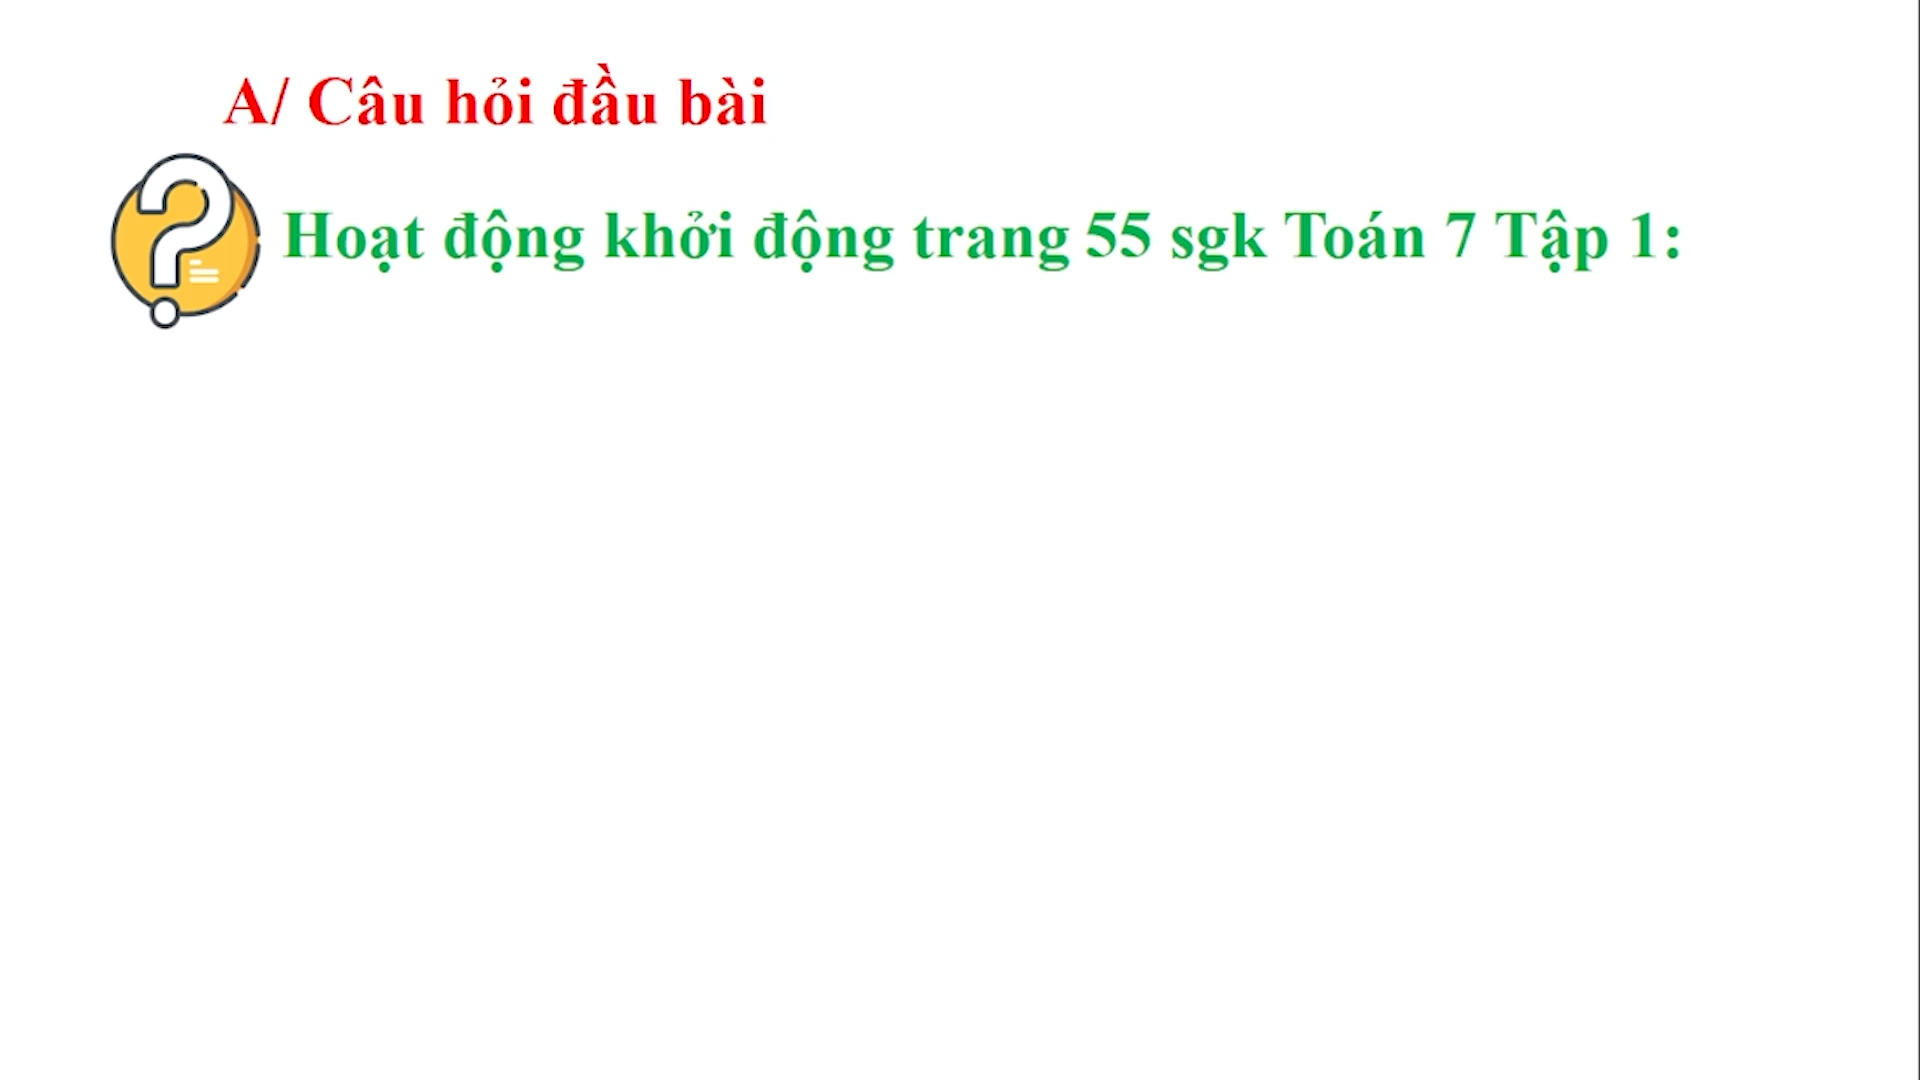 A/ Câu hỏi đầu bài
Hoạt động khởi động trang 55 sgk Toán 7 Tập 1: